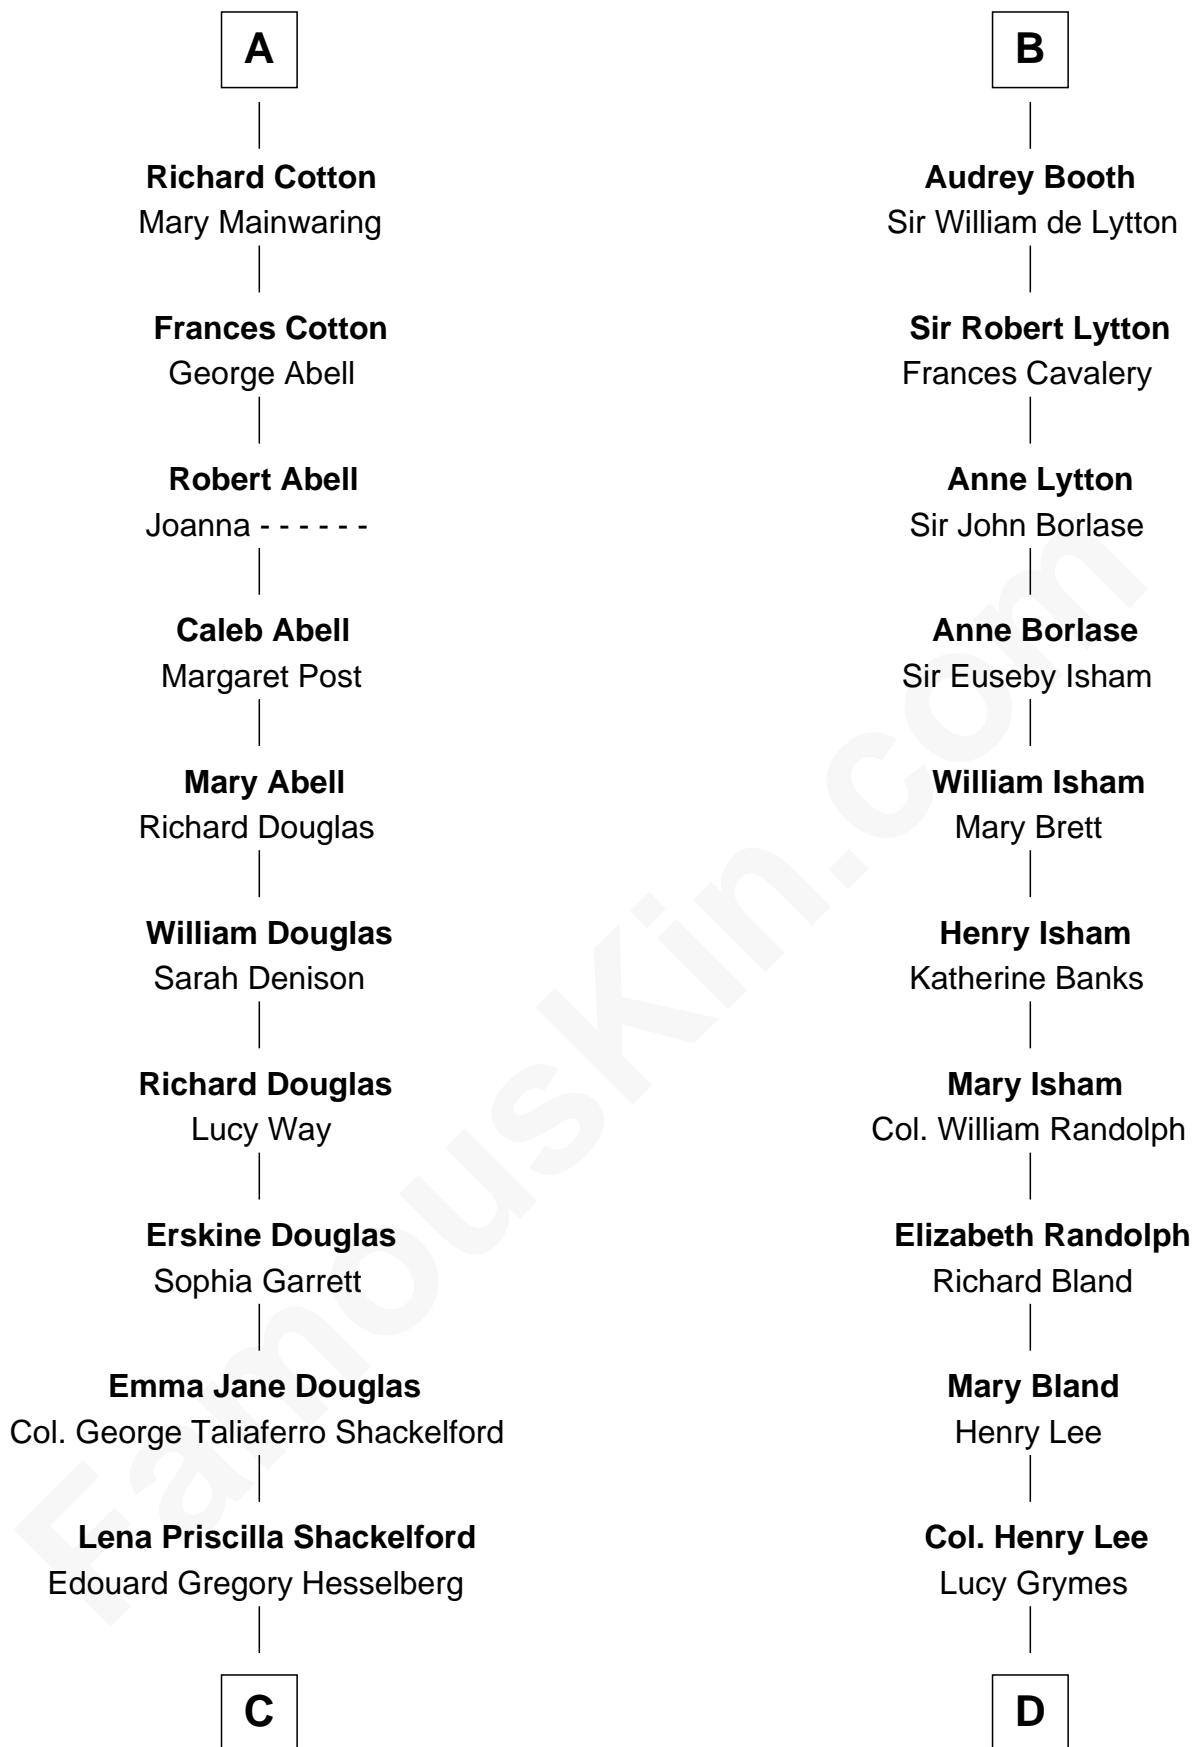 A
Richard Cotton
Mary Mainwaring
Frances Cotton
George Abell
Robert Abell
Joanna - - - - - -
Caleb Abell
Margaret Post
Mary Abell
Richard Douglas
William Douglas
Sarah Denison
Richard Douglas
Lucy Way
Erskine Douglas
Sophia Garrett
Emma Jane Douglas
Col. George Taliaferro Shackelford
Lena Priscilla Shackelford
Edouard Gregory Hesselberg
C
B
Audrey Booth
Sir William de Lytton
Sir Robert Lytton
Frances Cavalery
Anne Lytton
Sir John Borlase
Anne Borlase
Sir Euseby Isham
William Isham
Mary Brett
Henry Isham
Katherine Banks
Mary Isham
Col. William Randolph
Elizabeth Randolph
Richard Bland
Mary Bland
Henry Lee
Col. Henry Lee
Lucy Grymes
D
FamousKin.com